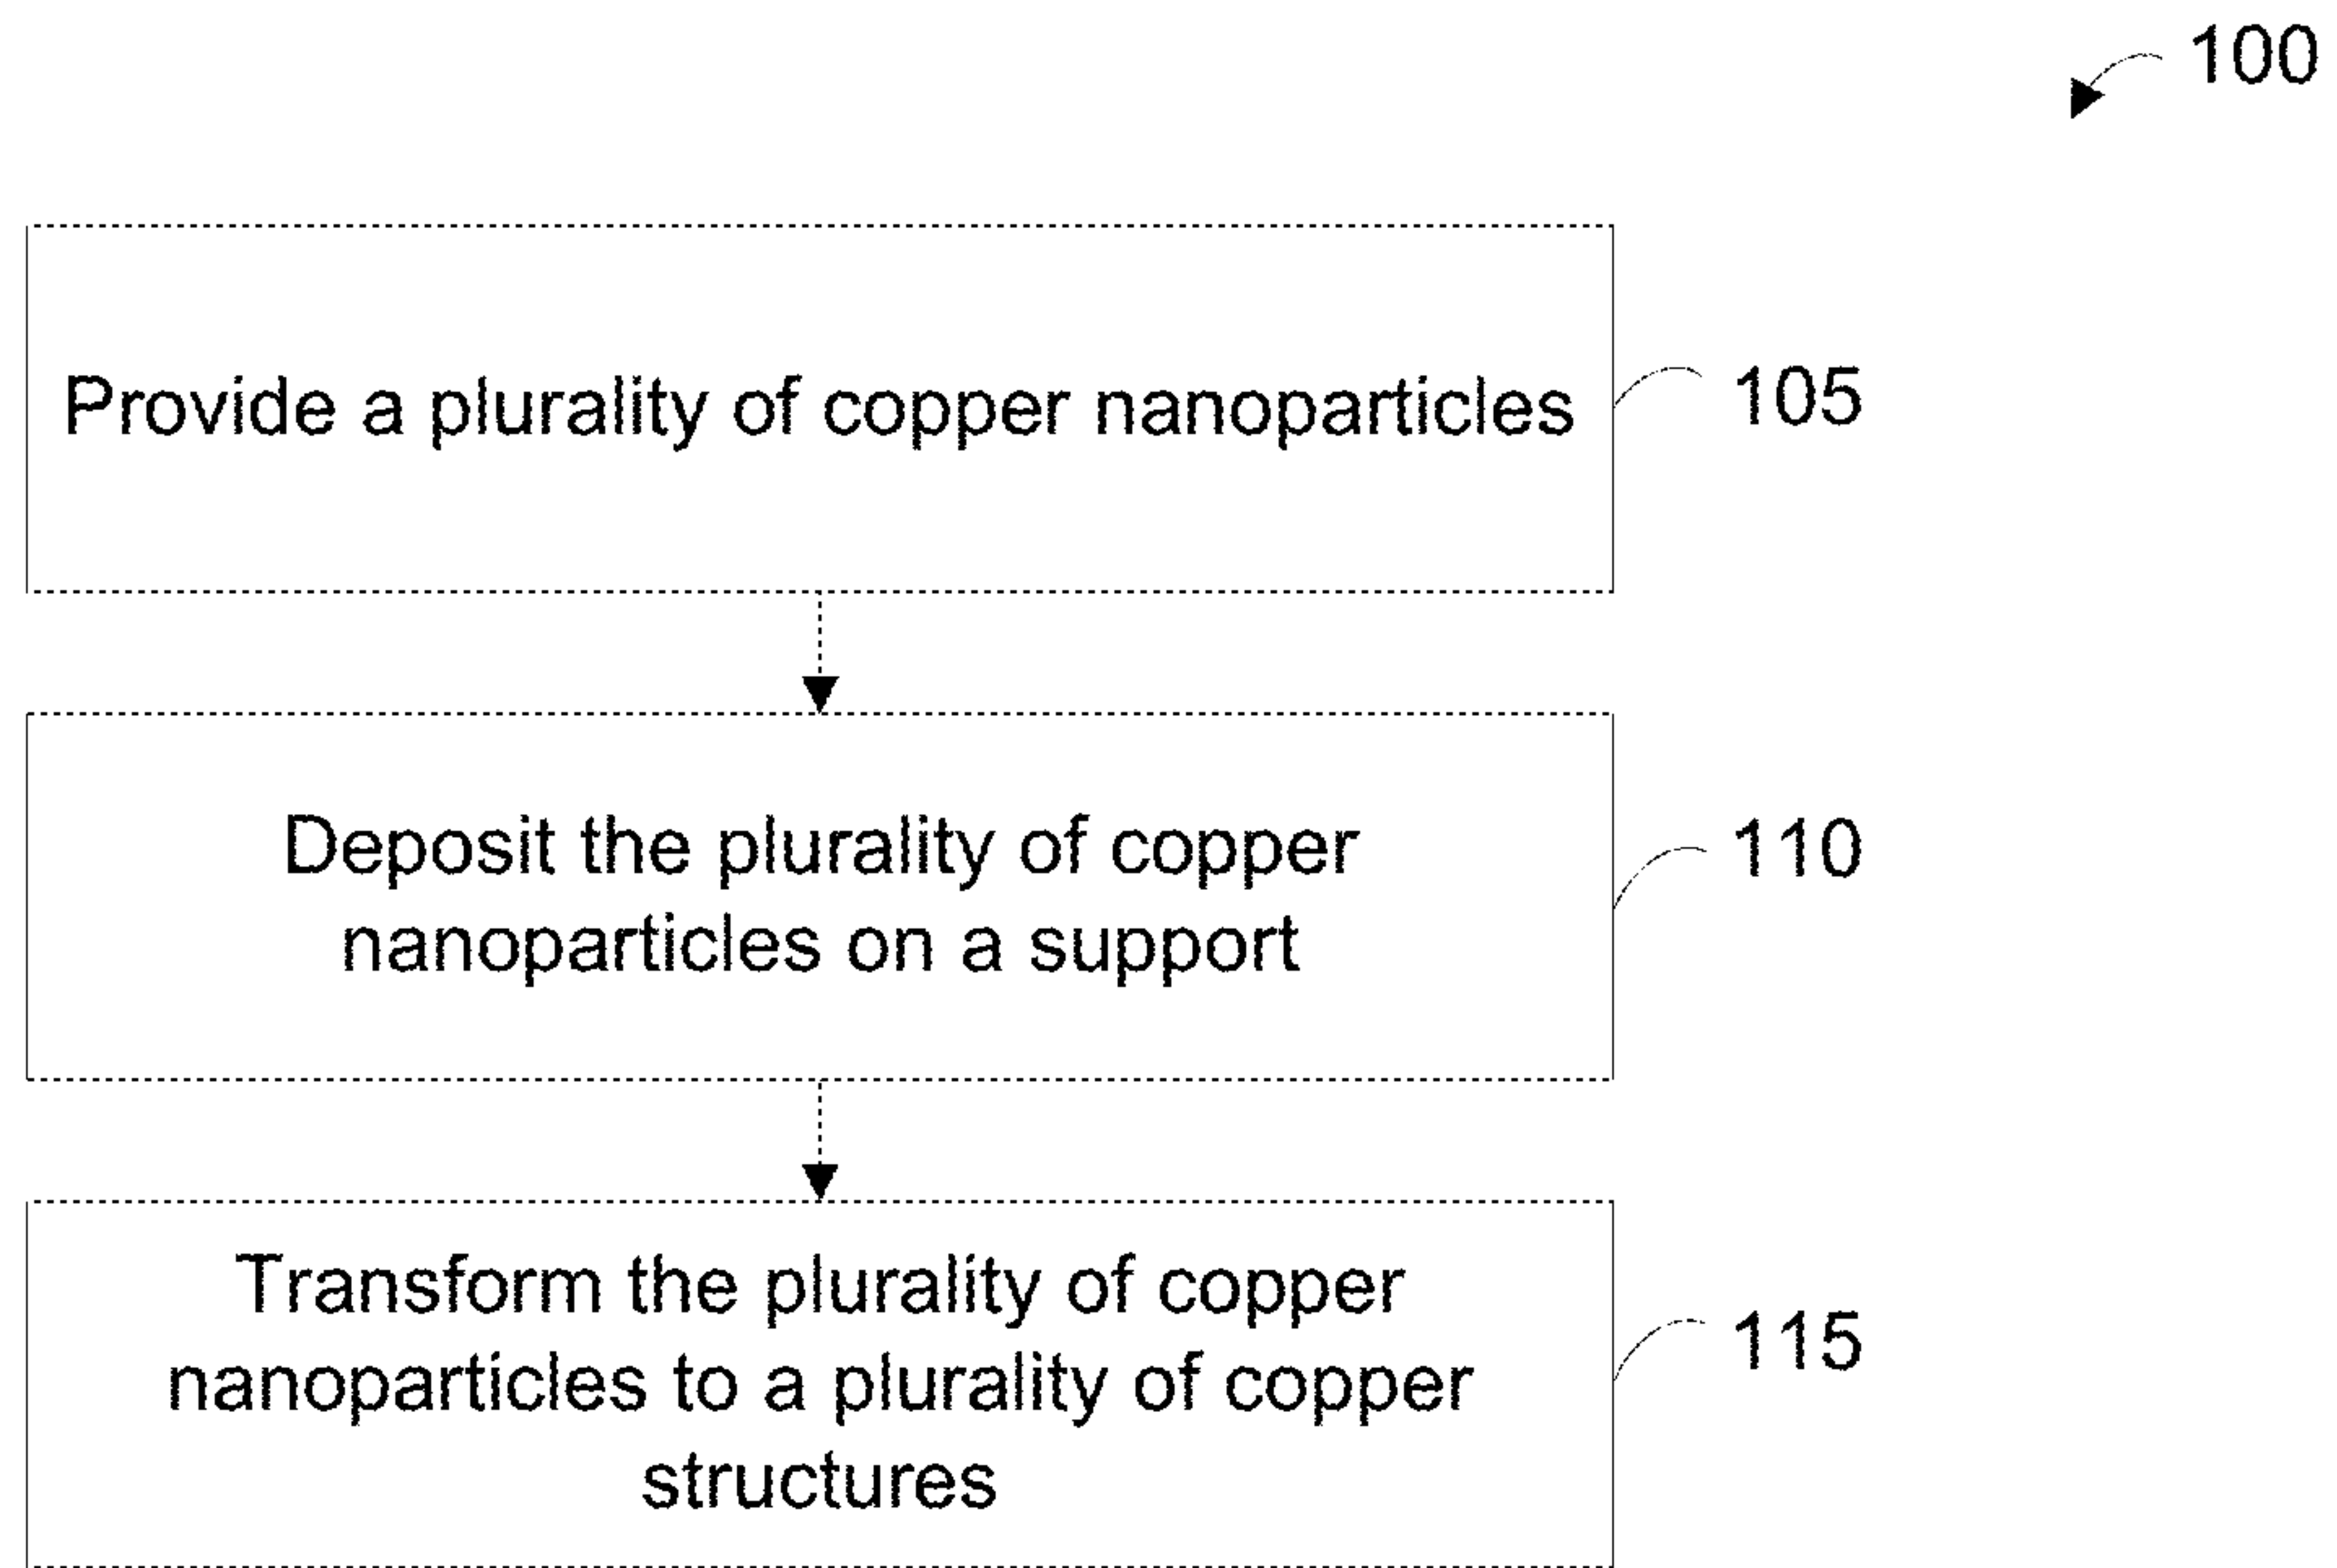 100
Provide a plurality of copper nanoparticles
105
Deposit the plurality of copper
nanoparticles on a support
110
Transform the plurality of copper
nanoparticles to a plurality of copper
structures
115